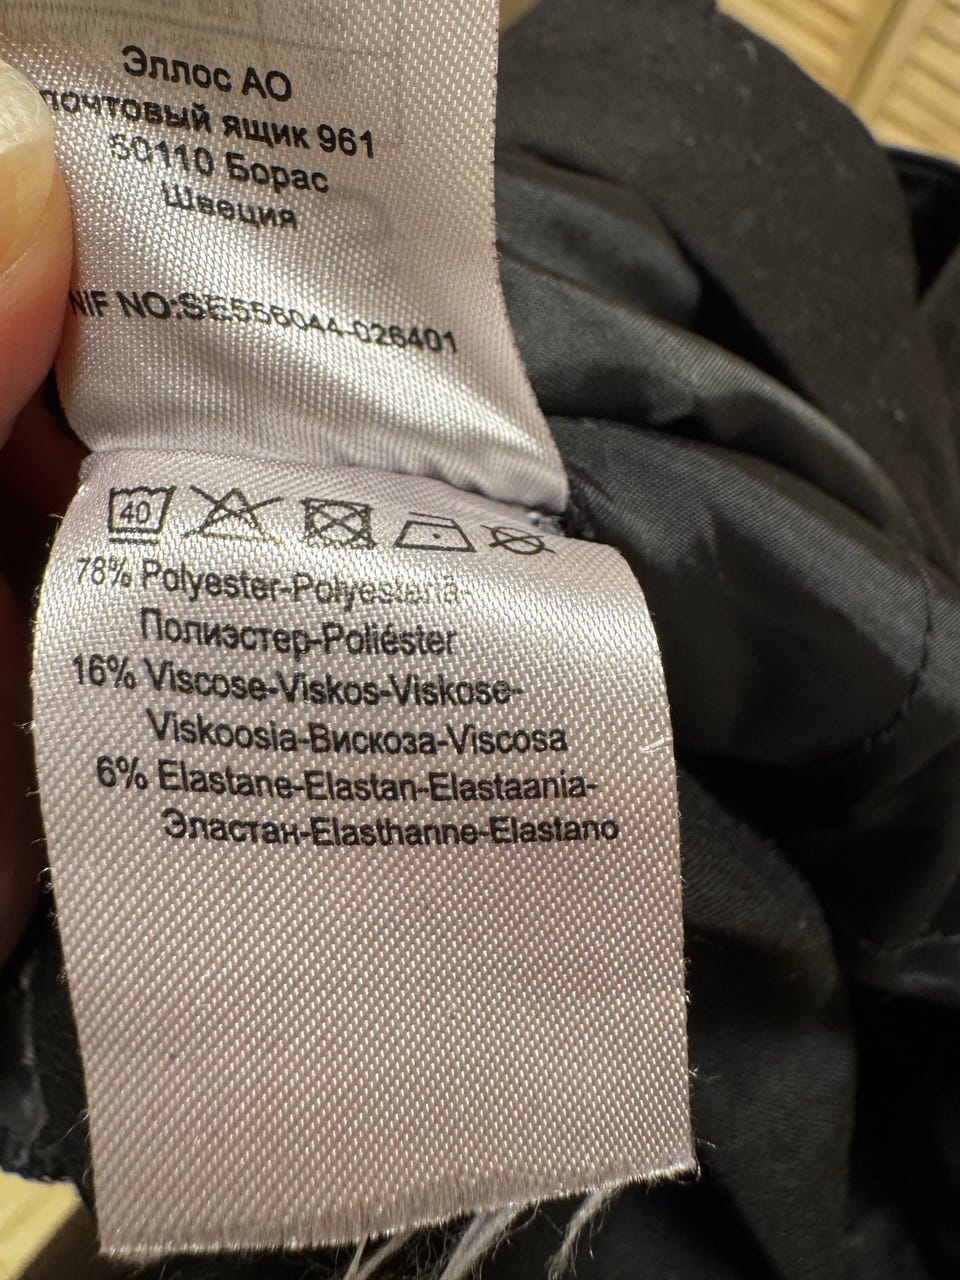 Эллос АО
почтовый ящик 961
50110 Борас
Швеция
NIF NO:SE556044-026401
40
78% Polyester-Polyesteriä-
Полиэстер-Poliéster
16% Viscose-Viskos-Viskose-
Viskoosia-Вискоза-Viscosa
6% Elastane-Elastan-Elastaania-
Эластан-Elasthanne-Elastano